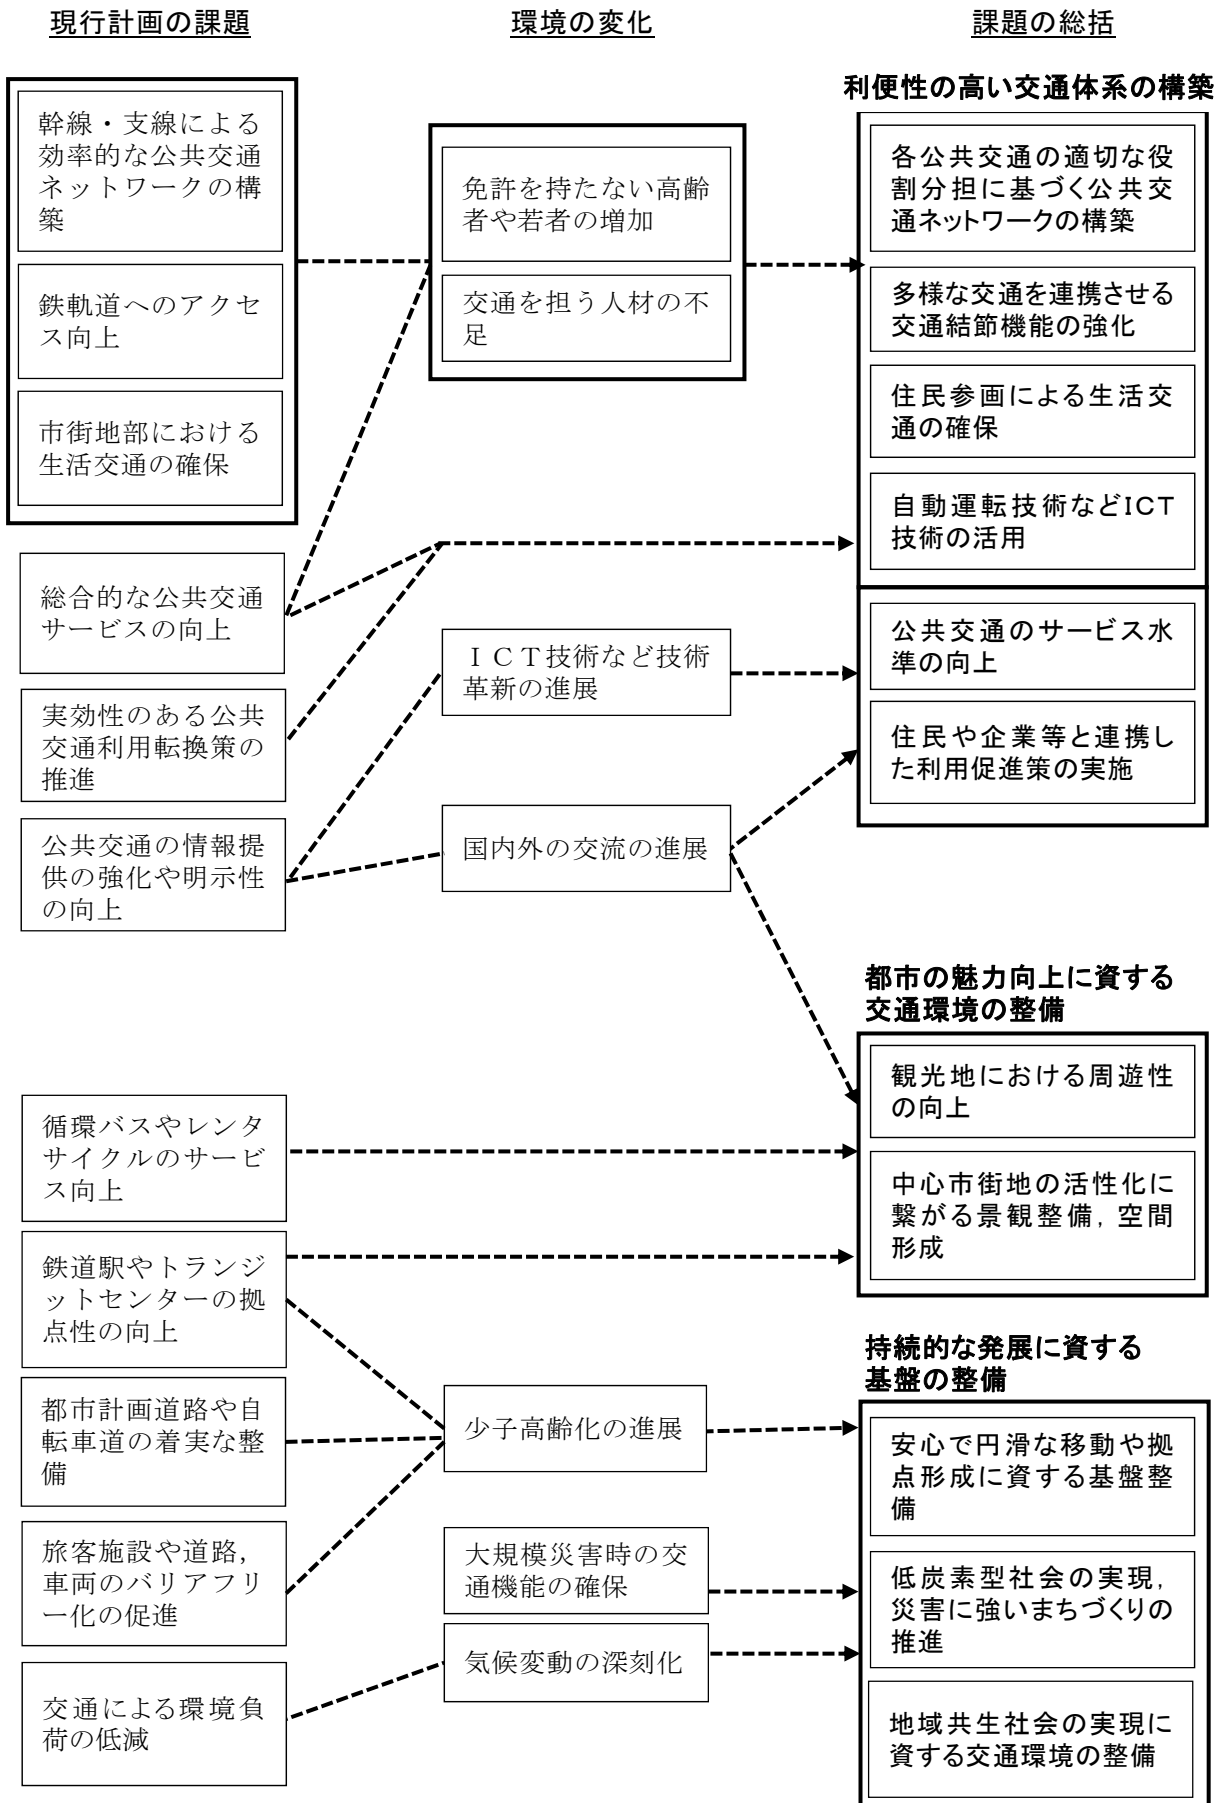 現行計画の課題
幹線・支線による
効率的な公共交通
ネットワークの構
築
鉄軌道へのアクセ
ス向上
市街地部における
生活交通の確保
総合的な公共交通
サービスの向上
実効性のある公共
交通利用転換策の
推進
公共交通の情報提
供の強化や明示性
の向上
循環バスやレンタ
サイクルのサービ
ス向上
鉄道駅やトランジ
ットセンターの拠
点性の向上
都市計画道路や自
転車道の着実な整
備
旅客施設や道路,
車両のバリアフリ
ー化の促進
交通による環境負
荷の低減
環境の変化
免許を持たない高齢
者や若者の増加
交通を担う人材の不
足
ICT技術など技術
革新の進展
国内外の交流の進展
少子高齢化の進展
大規模災害時の交
通機能の確保
気候変動の深刻化
課題の総括
利便性の高い交通体系の構築
各公共交通の適切な役
割分担に基づく公共交
通ネットワークの構築
多様な交通を連携させる
交通結節機能の強化
住民参画による生活交
通の確保
自動運転技術などICT
技術の活用
公共交通のサービス水
準の向上
住民や企業等と連携し
た利用促進策の実施
都市の魅力向上に資する
交通環境の整備
観光地における周遊性
の向上
中心市街地の活性化に
繋がる景観整備,空間
形成
持続的な発展に資する
基盤の整備
安心で円滑な移動や拠
点形成に資する基盤整
備
低炭素型社会の実現,
災害に強いまちづくりの
推進
地域共生社会の実現に
資する交通環境の整備